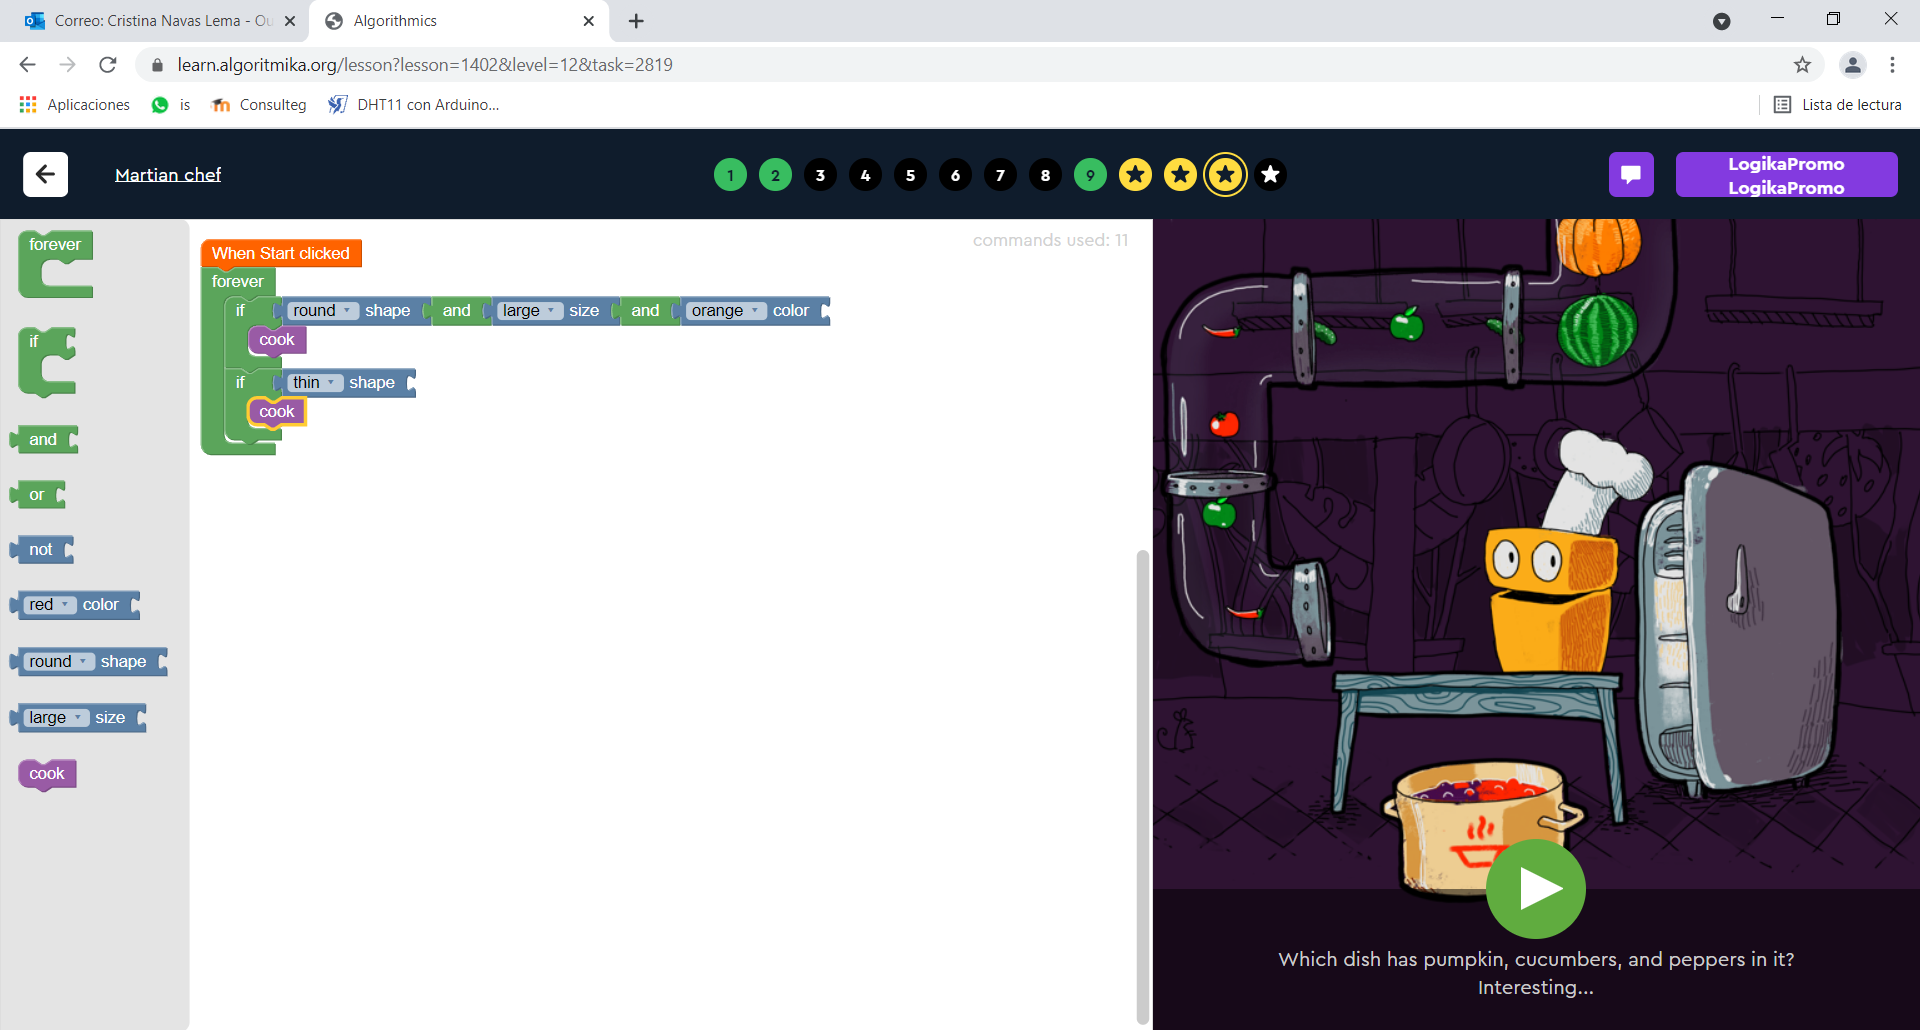 Correo: Cristina Navas Lema - Ou
Algorithmics
learn.algoritmika.org/lesson?lesson=1402&level=12&task=2819
Aplicaciones
is
Consulteg
DHT11 con Arduino...
Lista de lectura
Martian chef
1 2 3 4 5 6 7 8 9
LogikaPromo
LogikaPromo
commands used: 11
forever
if
and
or
not
red color
round shape
large size
cook
When Start clicked
forever
if round shape and large size and orange color
cook
if thin shape
cook
Which dish has pumpkin, cucumbers, and peppers in it?
Interesting...